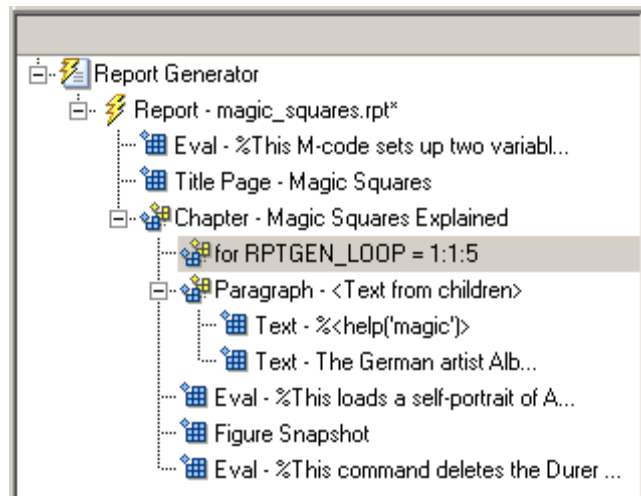 Report Generator
Report - magic_squares.rpt*
Eval - %This M-code sets up two variabl...
Title Page - Magic Squares
Chapter - Magic Squares Explained
for RPTGEN_LOOP = 1:1:5
Paragraph - <Text from children>
Text - %<help('magic')>
Text - The German artist Alb...
Eval - %This loads a self-portrait of A...
Figure Snapshot
Eval - %This command deletes the Durer ...